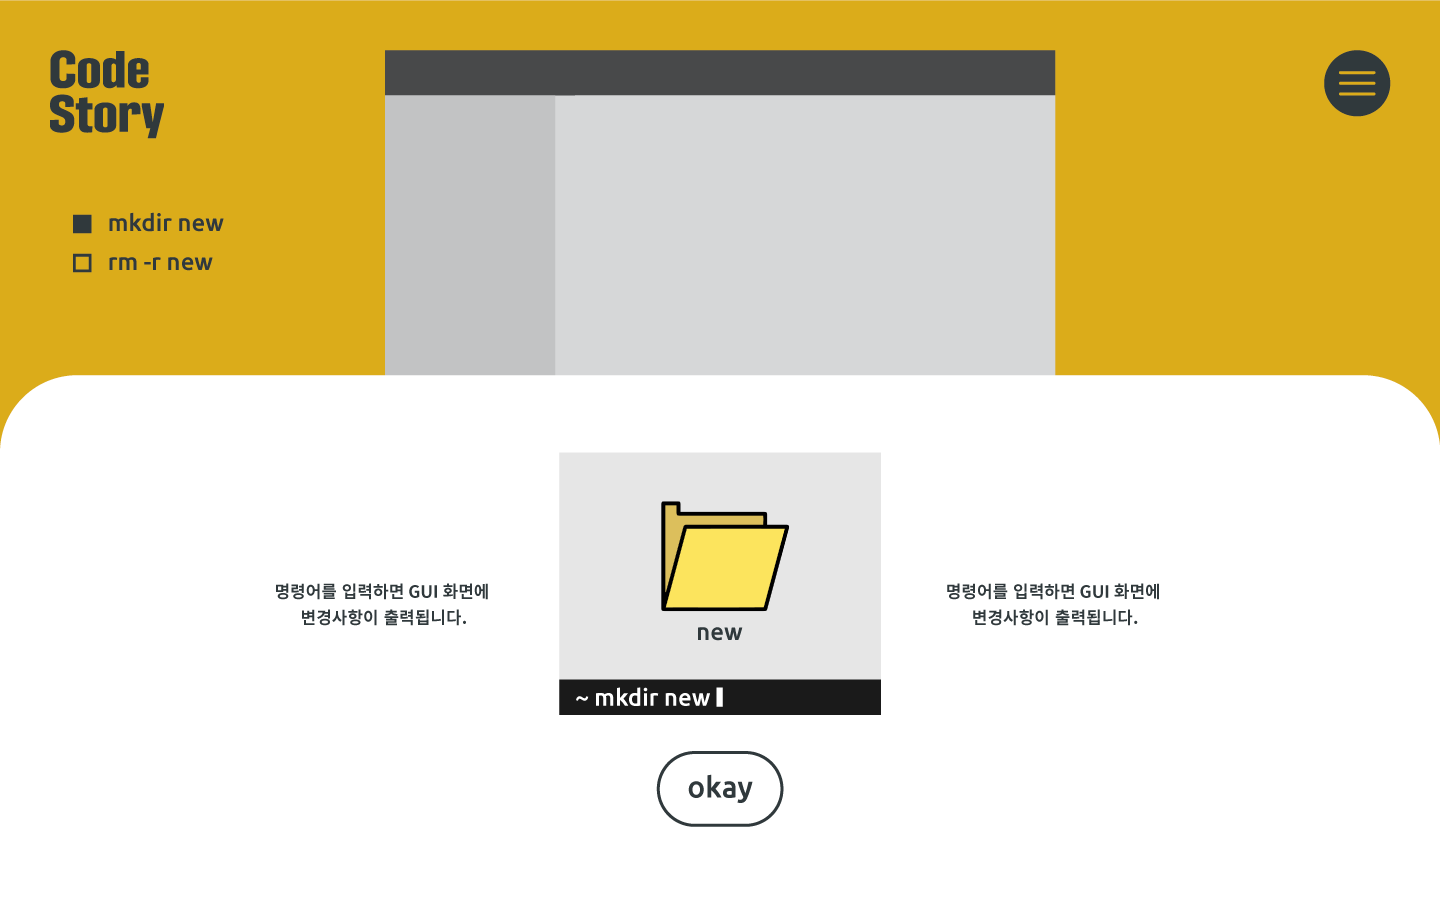 Code
Story
mkdir new
rm -r new
명령어를 입력하면 GUI 화면에
변경사항이 출력됩니다.
new
~ mkdir new
명령어를 입력하면 GUI 화면에
변경사항이 출력됩니다.
okay